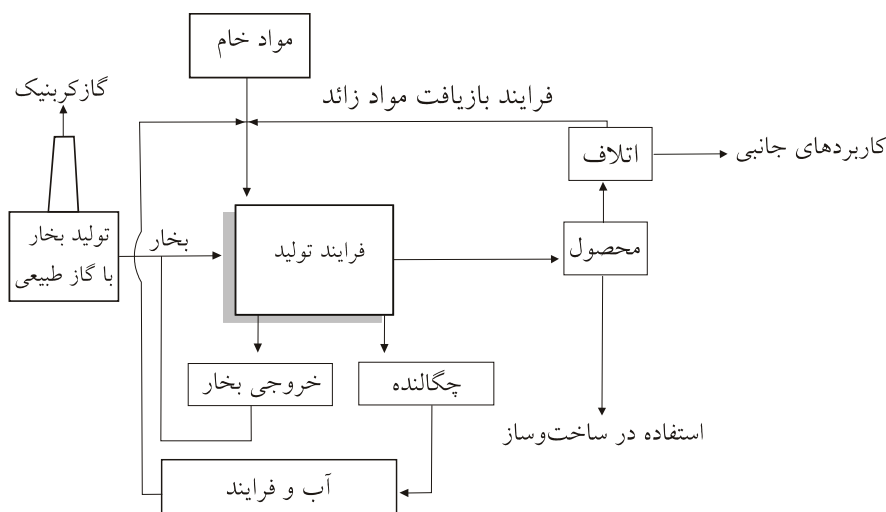 مواد خام
گازکربنیک
فرایند بازیافت مواد زائد
اتلاف
کاربردهای جانبی
تولید بخار
با گاز طبیعی
بخار
فرایند تولید
محصول
خروجی بخار
چگالنده
استفاده در ساخت‌وساز
آب و فرایند